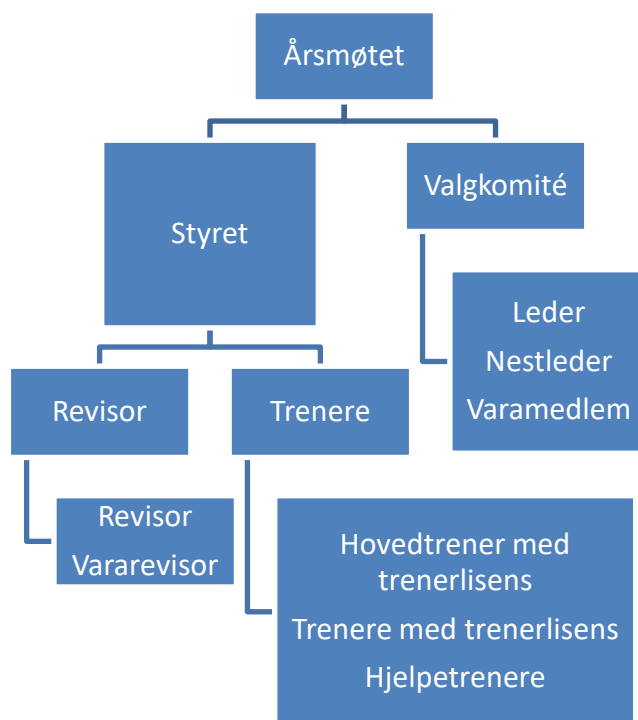 Årsmøtet
Styret
Valgkomité
Leder
Nestleder
Varamedlem
Revisor
Trenere
Revisor
Vararevisor
Hovedtrener med
trenerlisens
Trenere med trenerlisens
Hjelpetrenere